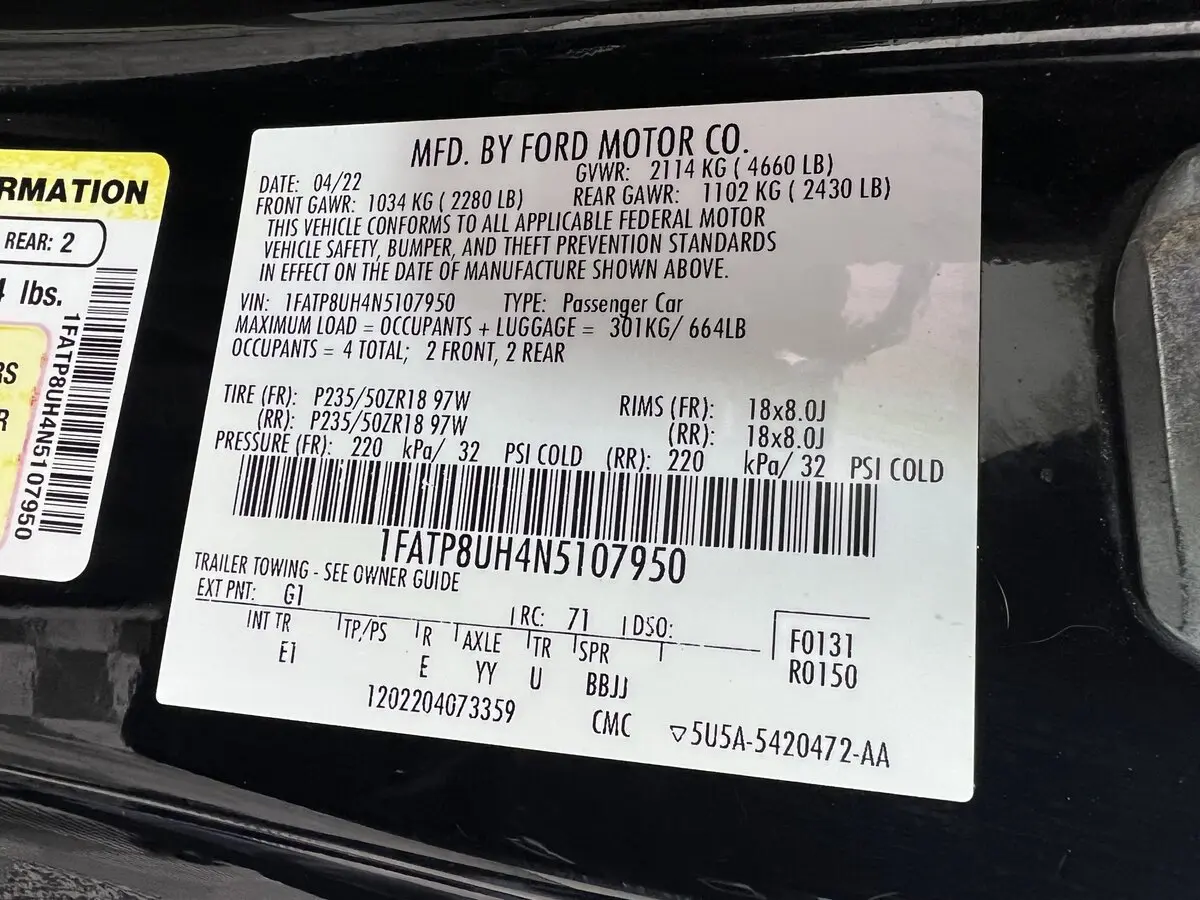 RMATION
REAR: 2
lbs.
1FATP8UH4N5107950
RS
R
MFD. BY FORD MOTOR CO.
DATE: 04/22 GVWR: 2114 KG ( 4660 LB)
FRONT GAWR: 1034 KG ( 2280 LB) REAR GAWR: 1102 KG ( 2430 LB)
THIS VEHICLE CONFORMS TO ALL APPLICABLE FEDERAL MOTOR
VEHICLE SAFETY, BUMPER, AND THEFT PREVENTION STANDARDS
IN EFFECT ON THE DATE OF MANUFACTURE SHOWN ABOVE.
VIN: 1FATP8UH4N5107950 TYPE: Passenger Car
MAXIMUM LOAD = OCCUPANTS + LUGGAGE = 301KG/ 664LB
OCCUPANTS = 4 TOTAL; 2 FRONT, 2 REAR
TIRE (FR): P235/50ZR18 97W RIMS (FR): 18x8.0J
(RR): P235/50ZR18 97W (RR): 18x8.0J
PRESSURE (FR): 220 kPa/ 32 PSI COLD (RR): 220 kPa/ 32 PSI COLD
1FATP8UH4N5107950
TRAILER TOWING - SEE OWNER GUIDE
EXT PNT: G1 RC: 71 DSO:
INT TR TP/PS R AXLE TR SPR F0131
E1 E YY U BBJJ R0150
1202204073359 CMC ▽5U5A-5420472-AA